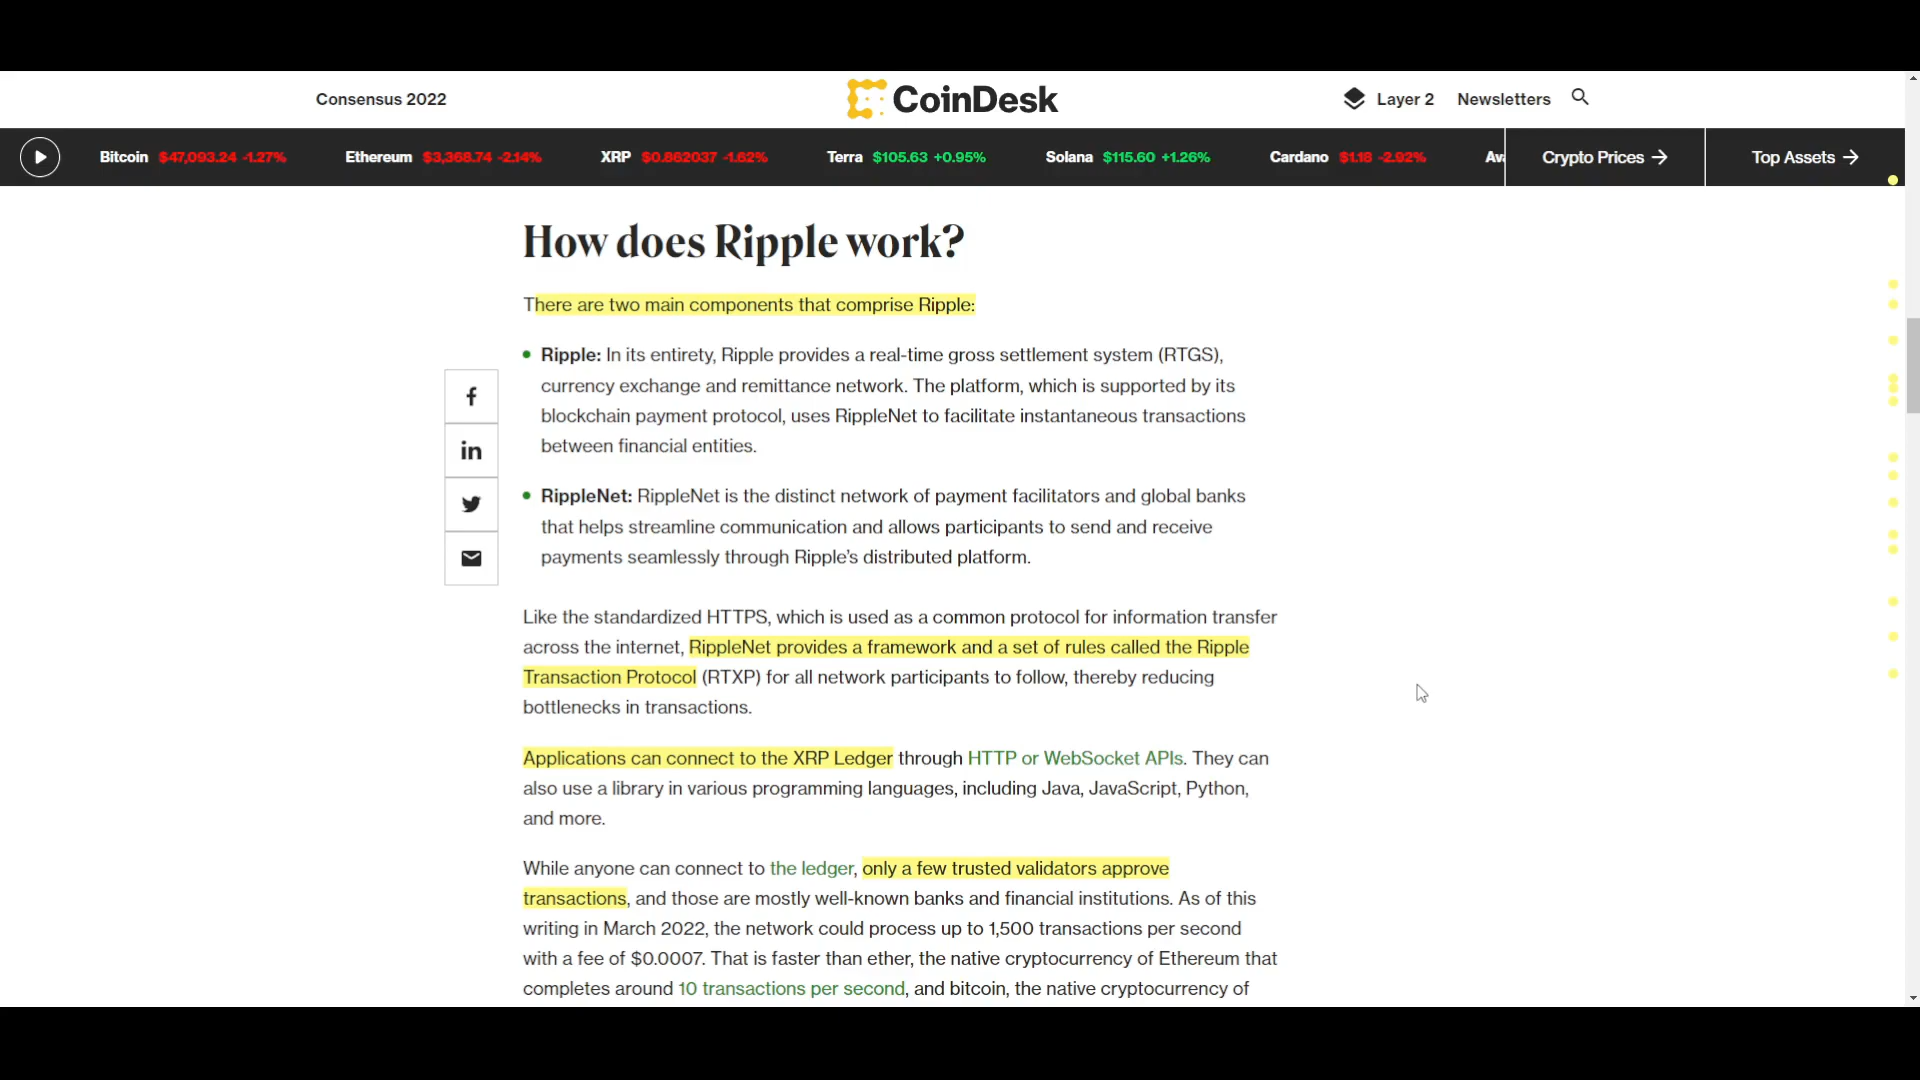 Consensus 2022
CoinDesk
Layer 2
Newsletters
Bitcoin $47,093.24 -1.27% Ethereum $3,368.74 -2.14% XRP $0.862037 -1.62% Terra $105.63 +0.95% Solana $115.60 +1.26% Cardano $1.18 -2.92% Av
Crypto Prices
Top Assets
How does Ripple work?
There are two main components that comprise Ripple:
Ripple: In its entirety, Ripple provides a real-time gross settlement system (RTGS),
currency exchange and remittance network. The platform, which is supported by its
blockchain payment protocol, uses RippleNet to facilitate instantaneous transactions
between financial entities.
RippleNet: RippleNet is the distinct network of payment facilitators and global banks
that helps streamline communication and allows participants to send and receive
payments seamlessly through Ripple’s distributed platform.
Like the standardized HTTPS, which is used as a common protocol for information transfer
across the internet, RippleNet provides a framework and a set of rules called the Ripple
Transaction Protocol (RTXP) for all network participants to follow, thereby reducing
bottlenecks in transactions.
Applications can connect to the XRP Ledger through HTTP or WebSocket APIs. They can
also use a library in various programming languages, including Java, JavaScript, Python,
and more.
While anyone can connect to the ledger, only a few trusted validators approve
transactions, and those are mostly well-known banks and financial institutions. As of this
writing in March 2022, the network could process up to 1,500 transactions per second
with a fee of $0.0007. That is faster than ether, the native cryptocurrency of Ethereum that
completes around 10 transactions per second, and bitcoin, the native cryptocurrency of